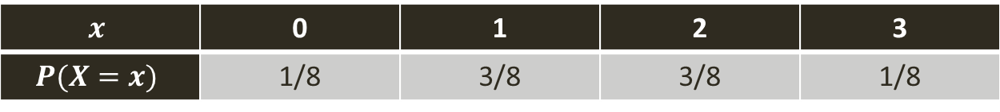 x 0 1 2 3
P(X = x) 1/8 3/8 3/8 1/8